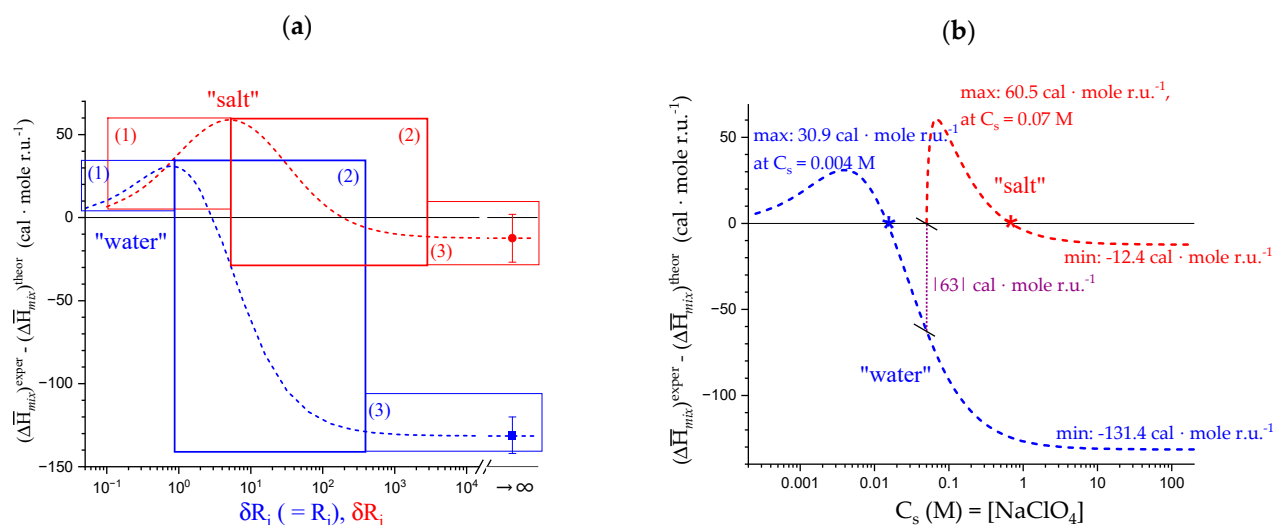 (a)
(ΔH̅mix)^exper - (ΔH̅mix)^theor (cal · mole r.u.⁻¹)
50
0
−50
−100
−150
"salt"
(1)
(2)
(1)
(2)
"water"
(3)
(3)
10⁻¹
10⁰
10¹
10²
10³
10⁴
→∞
δRᵢ ( = Rᵢ), δRᵢ
(b)
(ΔH̅mix)^exper - (ΔH̅mix)^theor (cal · mole r.u.⁻¹)
50
0
−50
−100
max: 60.5 cal · mole r.u.⁻¹,
at Cₛ = 0.07 M
max: 30.9 cal · mole r.u.⁻¹
at Cₛ = 0.004 M
"salt"
min: -12.4 cal · mole r.u.⁻¹
|63| cal · mole r.u.⁻¹
"water"
min: -131.4 cal · mole r.u.⁻¹
0.001
0.01
0.1
1
10
100
Cₛ (M) = [NaClO₄]